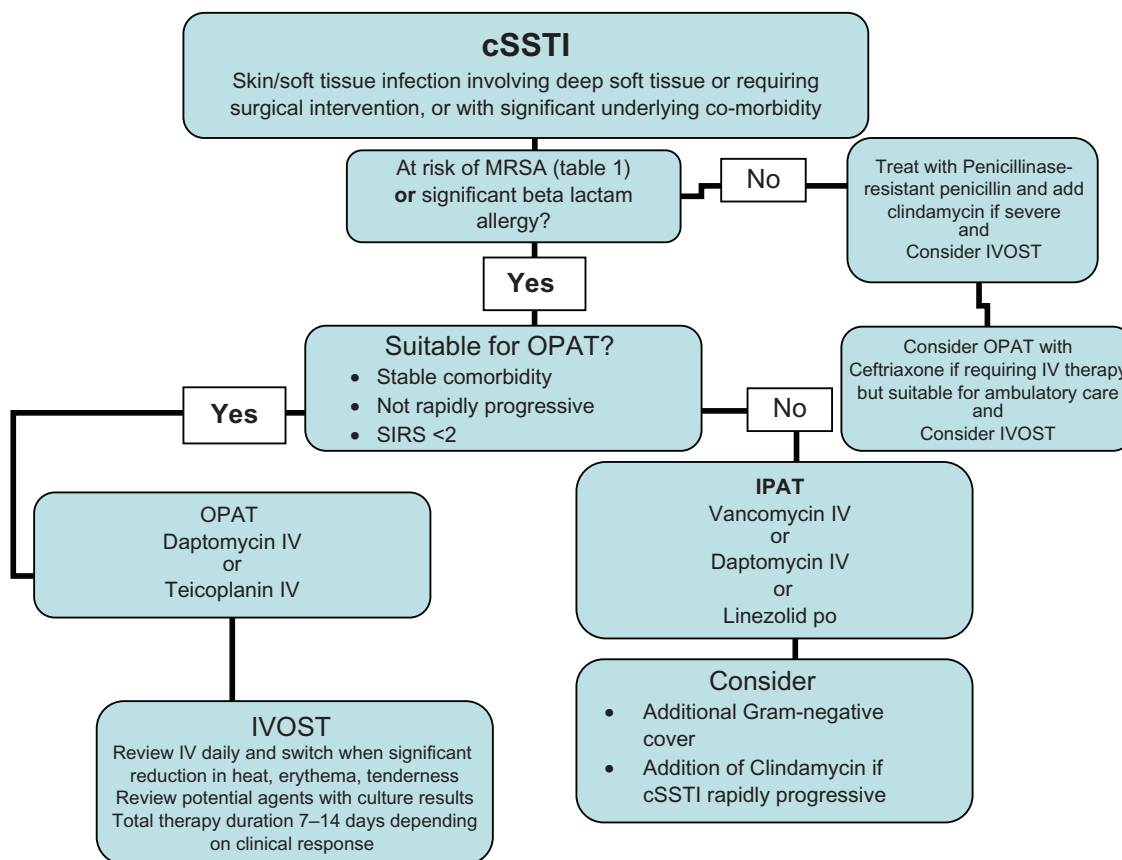 cSSTI
Skin/soft tissue infection involving deep soft tissue or requiring
surgical intervention, or with significant underlying co-morbidity
At risk of MRSA (table 1)
or significant beta lactam
allergy?
No
Treat with Penicillinase-
resistant penicillin and add
clindamycin if severe
and
Consider IVOST
Yes
Consider OPAT with
Ceftriaxone if requiring IV therapy
but suitable for ambulatory care
and
Consider IVOST
Suitable for OPAT?
• Stable comorbidity
• Not rapidly progressive
• SIRS <2
Yes
No
OPAT
Daptomycin IV
or
Teicoplanin IV
IPAT
Vancomycin IV
or
Daptomycin IV
or
Linezolid po
IVOST
Review IV daily and switch when significant
reduction in heat, erythema, tenderness
Review potential agents with culture results
Total therapy duration 7–14 days depending
on clinical response
Consider
• Additional Gram-negative
cover
• Addition of Clindamycin if
cSSTI rapidly progressive